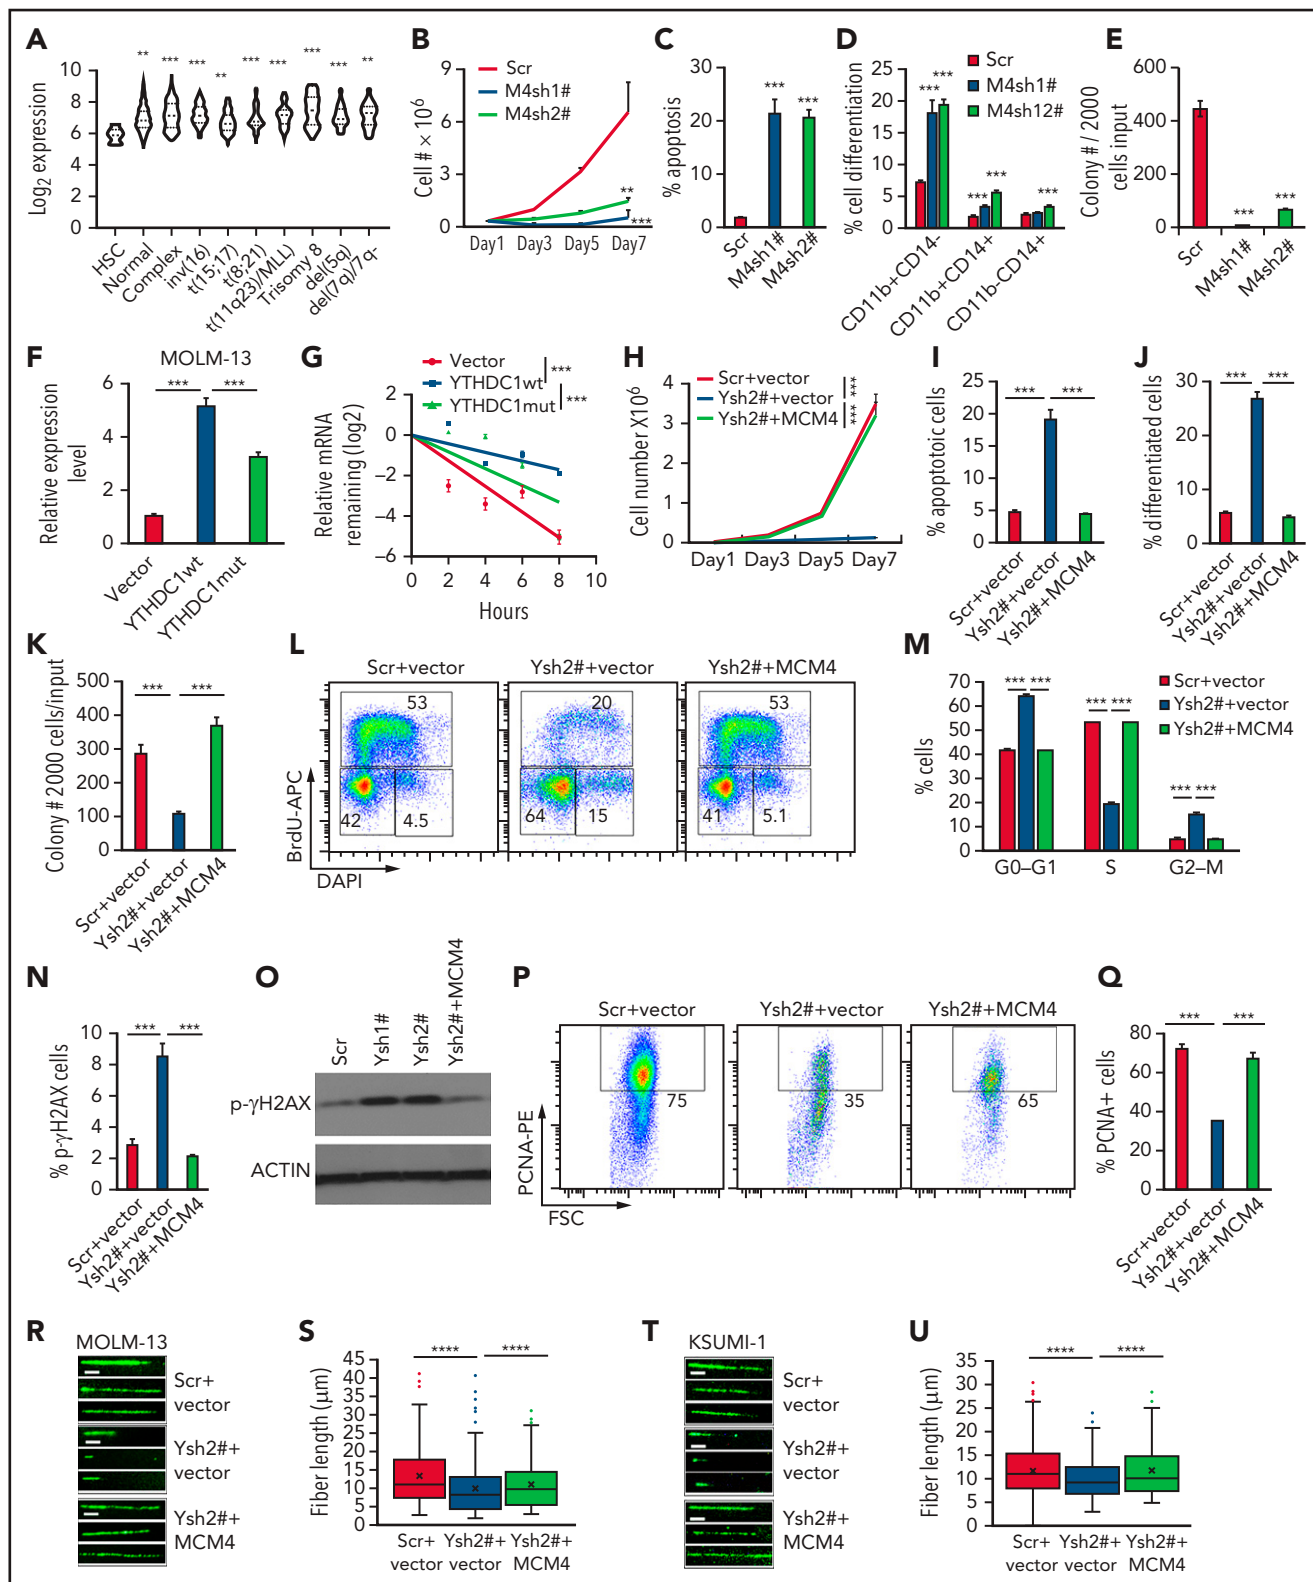 A
Log2 expression
10
8
6
4
2
0
** *** *** ** *** *** *** *** **
HSC
Normal
Complex
inv(16)
t(15;17)
t(8;21)
t(11q23)/MLL)
Trisomy 8
del(5q)
del(7q)/7q-
B
Cell # × 10⁶
9
6
3
0
Scr
M4sh1#
M4sh2#
**
***
Day1 Day3 Day5 Day7
C
% apoptosis
30
20
10
0
*** ***
Scr
M4sh1#
M4sh2#
D
% cell differentiation
25
20
15
10
5
0
Scr
M4sh1#
M4sh12#
*** ***
*** ***
***
CD11b+CD14-
CD11b+CD14+
CD11b-CD14+
E
Colony # / 2000
cells input
600
400
200
0
*** ***
Scr
M4sh1#
M4sh2#
F
MOLM-13
Relative expression
level
6
4
2
0
*** ***
Vector
YTHDC1wt
YTHDC1mut
G
Vector
YTHDC1wt
YTHDC1mut
***
***
Relative mRNA
remaining (log2)
2
0
−2
−4
−6
0 2 4 6 8 10
Hours
H
Cell number X10⁶
4
3
2
1
0
Scr+vector
Ysh2#+vector
Ysh2#+MCM4
***
***
Day1 Day3 Day5 Day7
I
% apoptotoic cells
25
20
15
10
5
0
*** ***
Scr+vector
Ysh2#+vector
Ysh2#+MCM4
J
% differentiated cells
30
20
10
0
*** ***
Scr+vector
Ysh2#+vector
Ysh2#+MCM4
K
Colony # 2000 cells/input
500
400
300
200
100
0
*** ***
Scr+vector
Ysh2#+vector
Ysh2#+MCM4
L
Scr+vector Ysh2#+vector Ysh2#+MCM4
53 20 53
42 4.5 64 15 41 5.1
BrdU-APC
DAPI
M
% cells
70
60
50
40
30
20
10
0
*** ***
*** ***
*** ***
Scr+vector
Ysh2#+vector
Ysh2#+MCM4
G0–G1 S G2–M
N
% p-γH2AX cells
10
8
6
4
2
0
*** ***
Scr+vector
Ysh2#+vector
Ysh2#+MCM4
O
Scr
Ysh1#
Ysh2#
Ysh2#+MCM4
p-γH2AX
ACTIN
P
Scr+vector Ysh2#+vector Ysh2#+MCM4
75 35 65
PCNA-PE
FSC
Q
% PCNA+ cells
80
60
40
20
0
*** ***
Scr+vector
Ysh2#+vector
Ysh2#+MCM4
R
MOLM-13
Scr+
vector
Ysh2#+
vector
Ysh2#+
MCM4
S
Fiber length (μm)
45
40
35
30
25
20
15
10
5
0
**** ****
Scr+ Ysh2#+ Ysh2#+
vector vector MCM4
T
KSUMI-1
Scr+
vector
Ysh2#+
vector
Ysh2#+
MCM4
U
Fiber length (μm)
35
30
25
20
15
10
5
0
**** ****
Scr+ Ysh2#+ Ysh2#+
vector vector MCM4